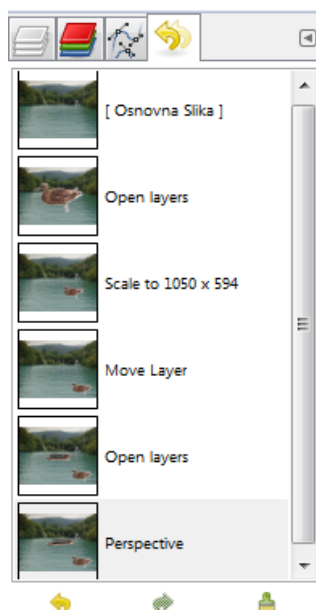 [ Osnovna Slika ]
Open layers
Scale to 1050 x 594
Move Layer
Open layers
Perspective